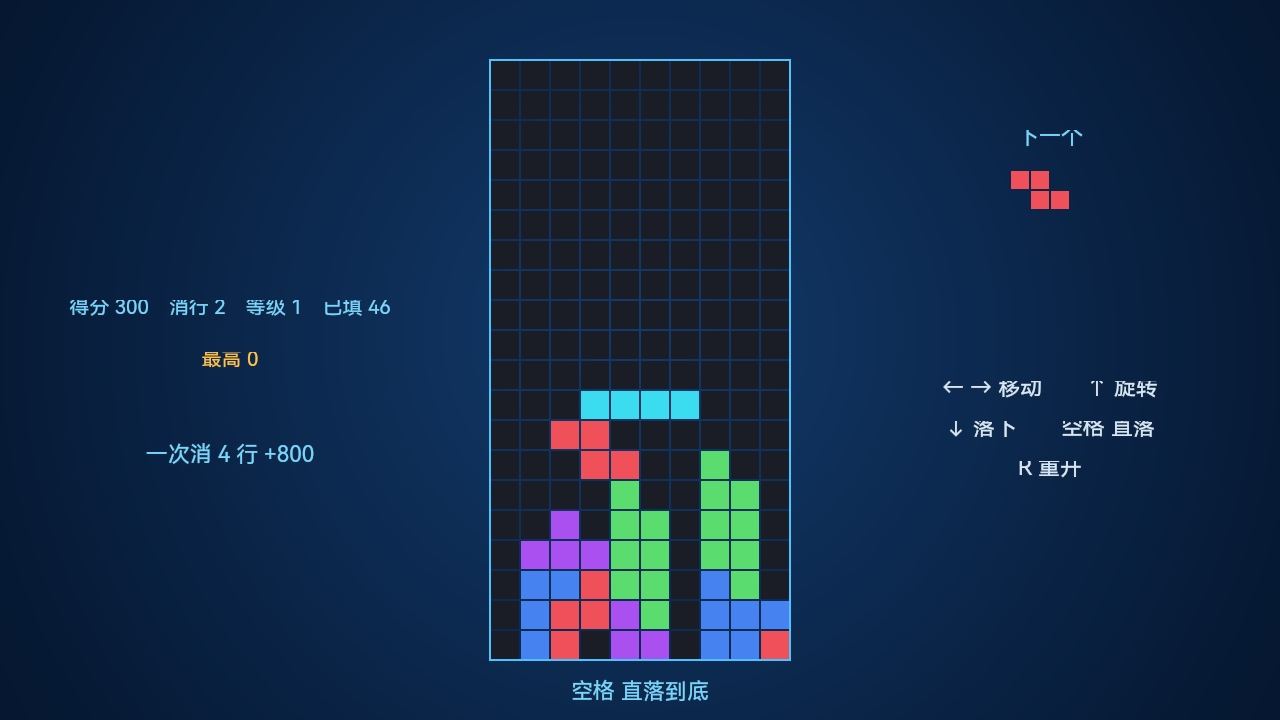 下一个
得分 300 消行 2 等级 1 已填 46
最高 0
← → 移动 ↑ 旋转
↓ 落下 空格 直落
一次消 4 行 +800
R 重开
空格 直落到底